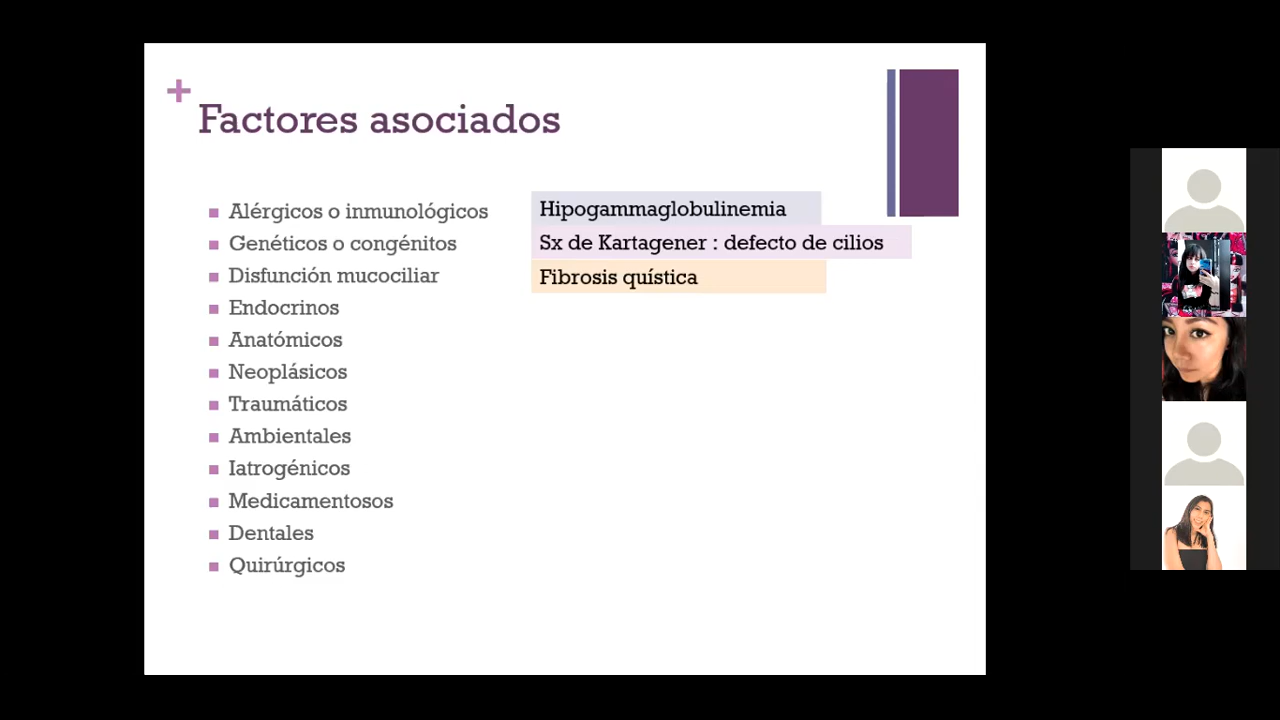 +
Factores asociados
Alérgicos o inmunológicos
Genéticos o congénitos
Disfunción mucociliar
Endocrinos
Anatómicos
Neoplásicos
Traumáticos
Ambientales
Iatrogénicos
Medicamentosos
Dentales
Quirúrgicos
Hipogammaglobulinemia
Sx de Kartagener : defecto de cilios
Fibrosis quística